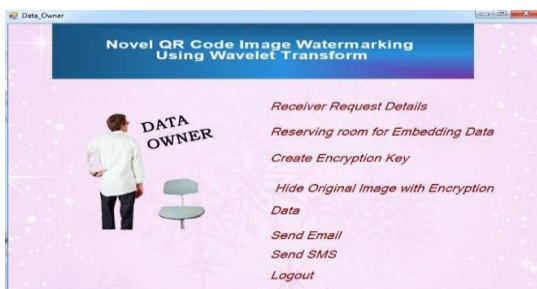 Data_Owner
Novel QR Code Image Watermarking
Using Wavelet Transform
DATA
OWNER
Receiver Request Details
Reserving room for Embedding Data
Create Encryption Key
Hide Original Image with Encryption
Data
Send Email
Send SMS
Logout